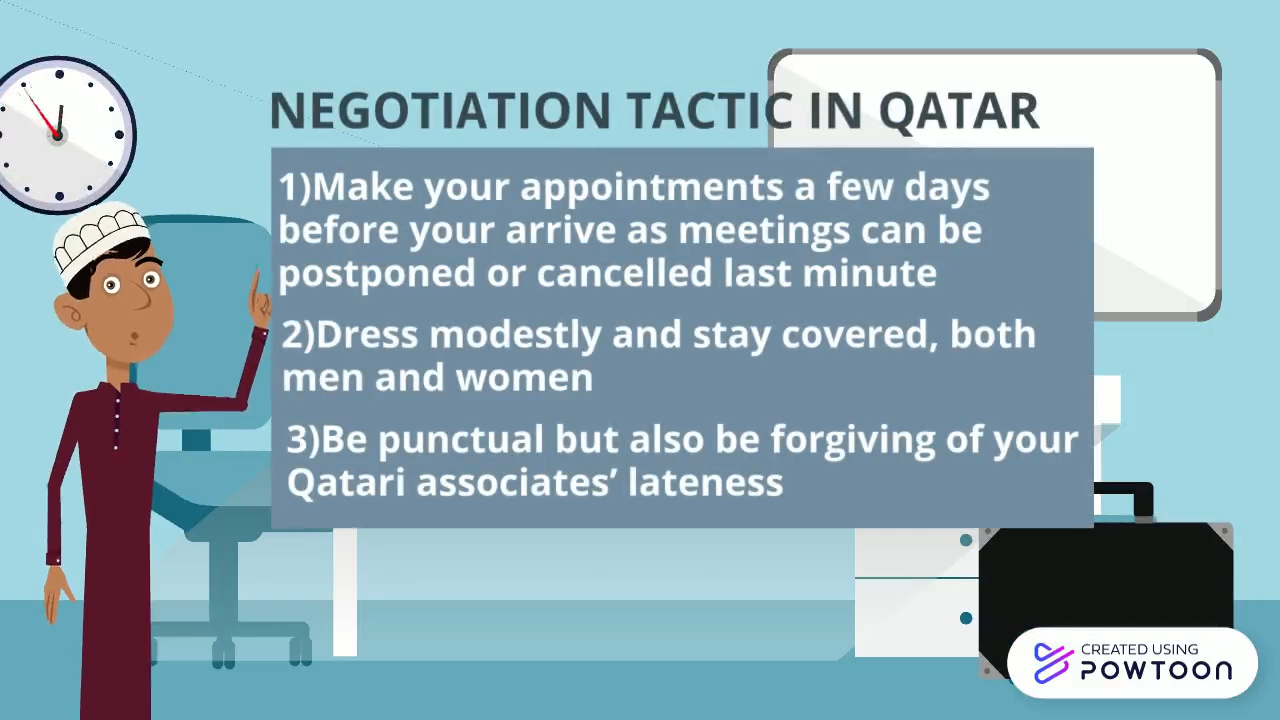 NEGOTIATION TACTIC IN QATAR
1)Make your appointments a few days
before your arrive as meetings can be
postponed or cancelled last minute
2)Dress modestly and stay covered, both
men and women
3)Be punctual but also be forgiving of your
Qatari associates’ lateness
CREATED USING
POWTOON